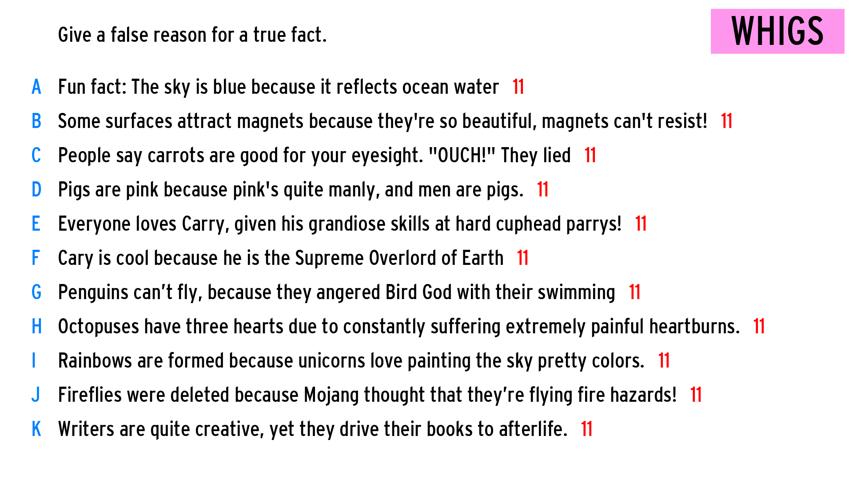 Give a false reason for a true fact.
WHIGS
A Fun fact: The sky is blue because it reflects ocean water 11
B Some surfaces attract magnets because they're so beautiful, magnets can't resist! 11
C People say carrots are good for your eyesight. "OUCH!" They lied 11
D Pigs are pink because pink's quite manly, and men are pigs. 11
E Everyone loves Carry, given his grandiose skills at hard cuphead parrys! 11
F Cary is cool because he is the Supreme Overlord of Earth 11
G Penguins can’t fly, because they angered Bird God with their swimming 11
H Octopuses have three hearts due to constantly suffering extremely painful heartburns. 11
I Rainbows are formed because unicorns love painting the sky pretty colors. 11
J Fireflies were deleted because Mojang thought that they’re flying fire hazards! 11
K Writers are quite creative, yet they drive their books to afterlife. 11